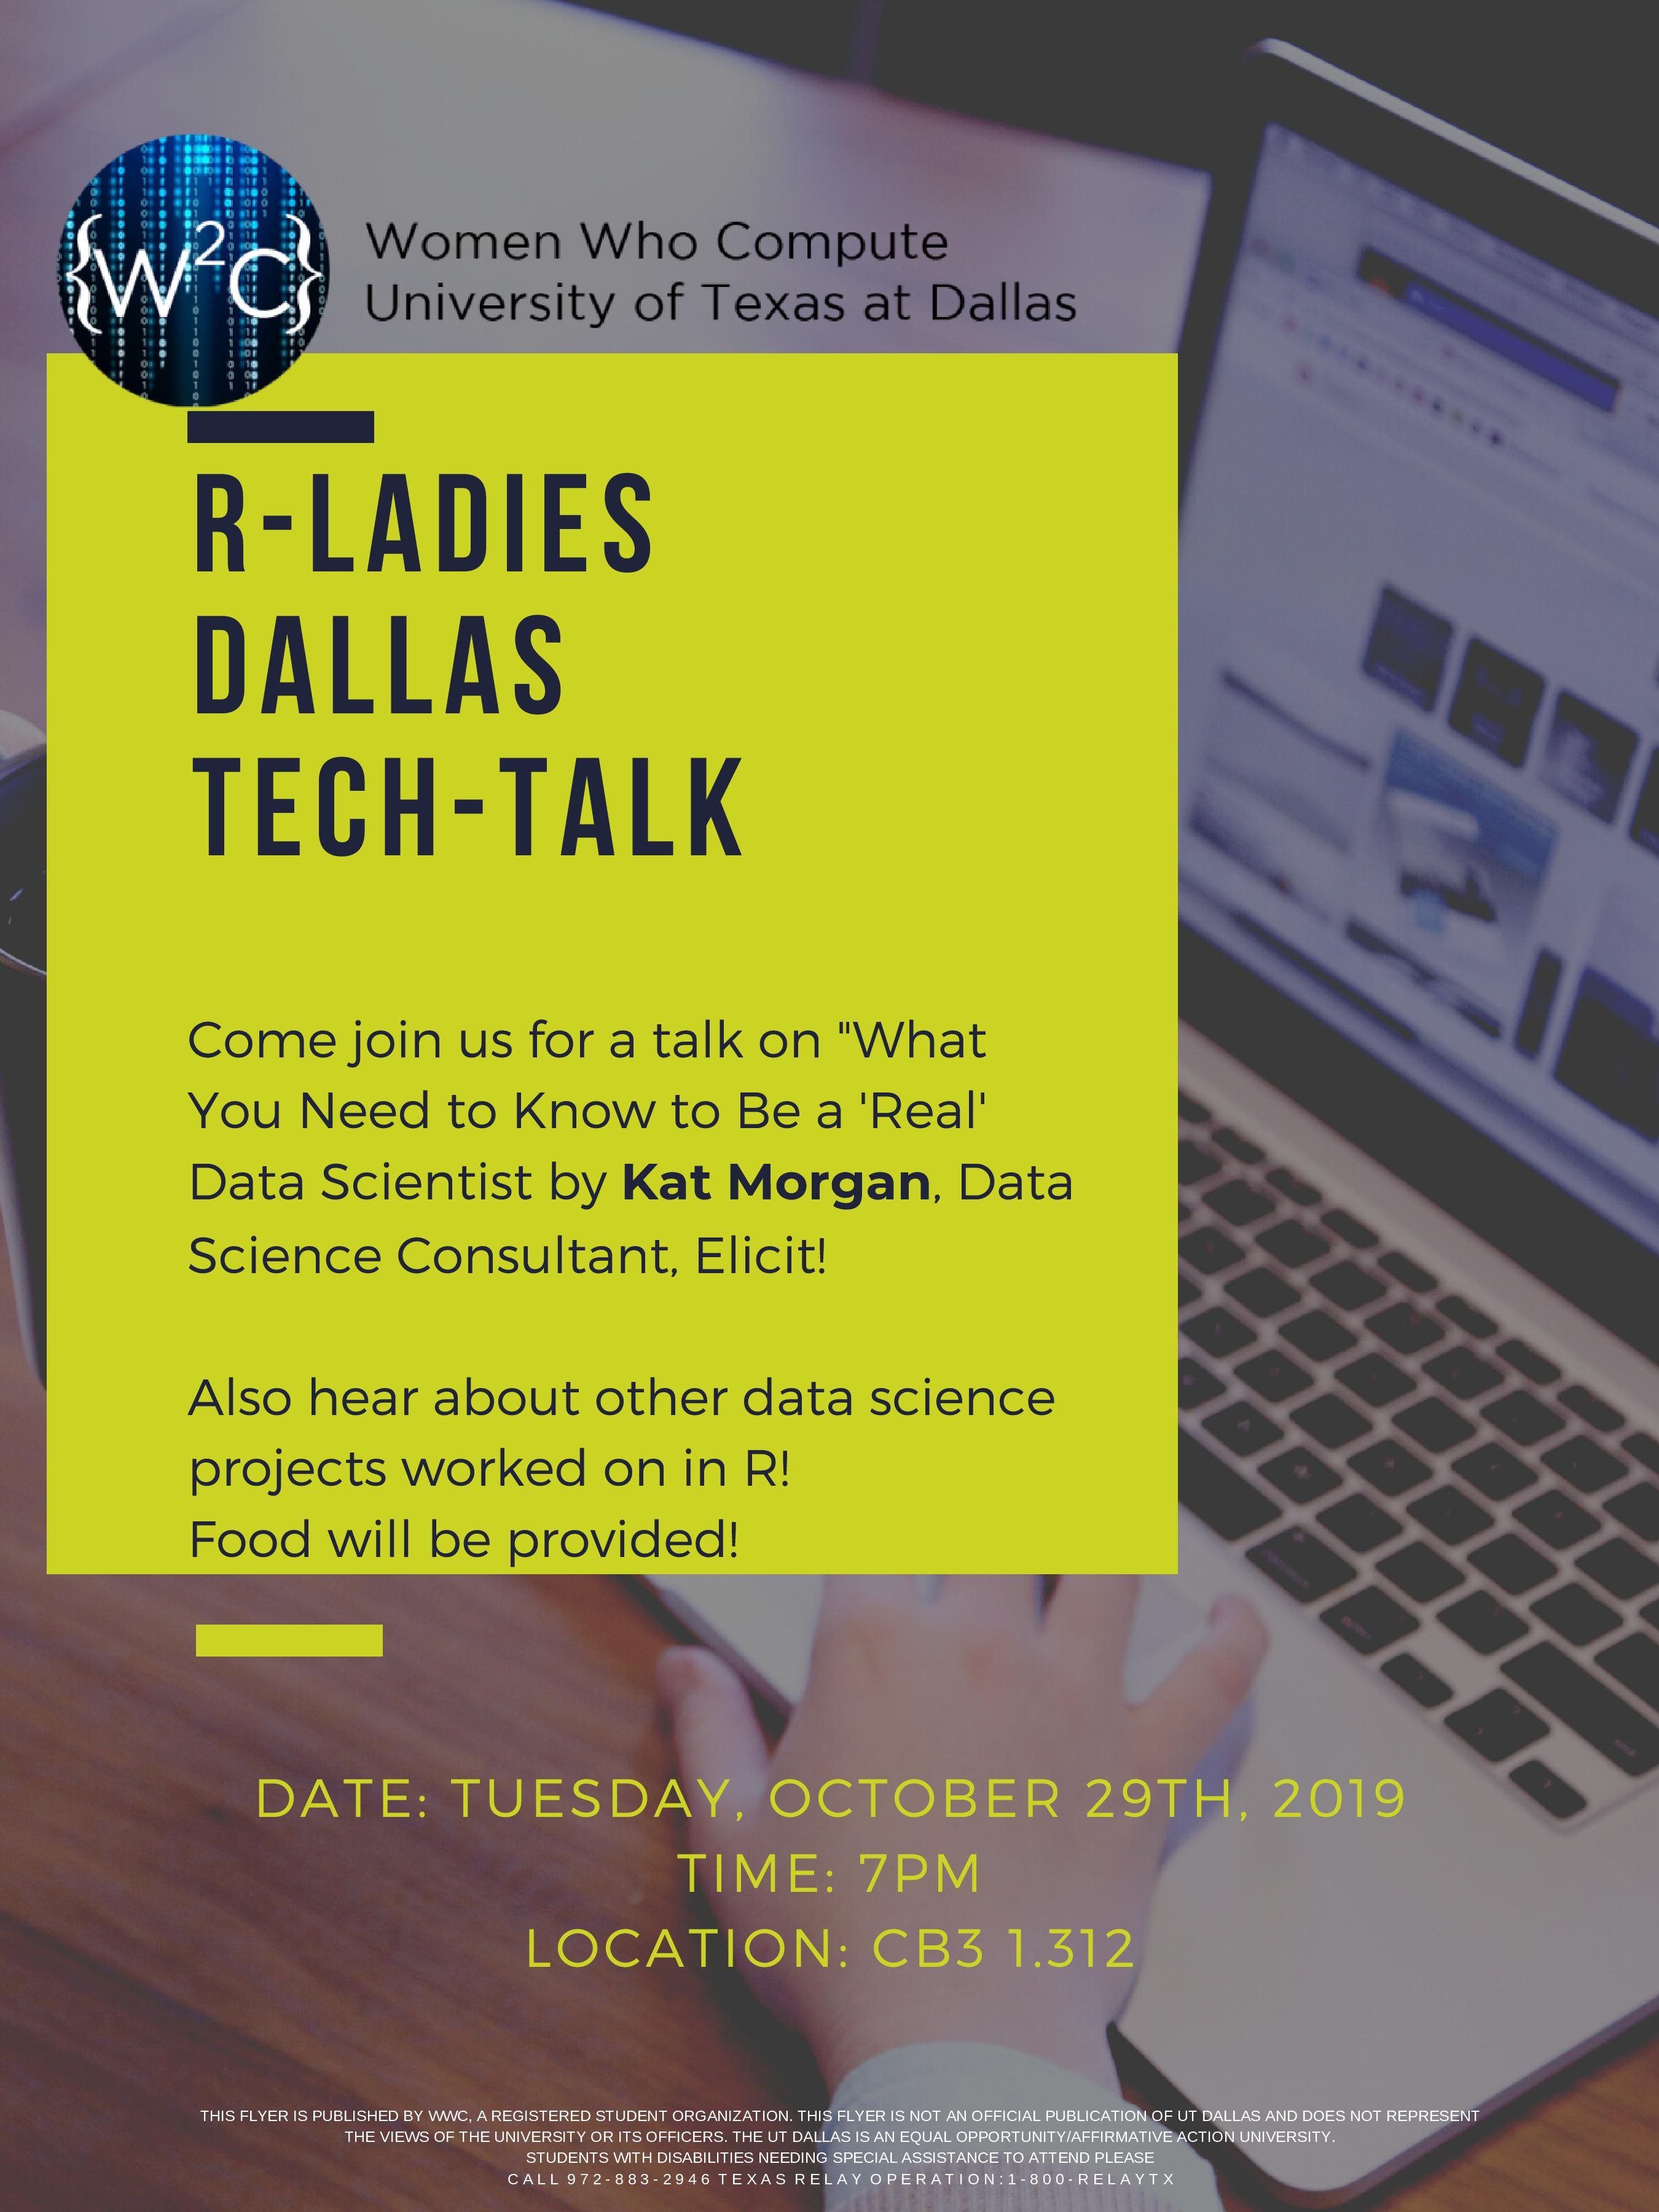 {W²C}
Women Who Compute
University of Texas at Dallas
R-LADIES
DALLAS
TECH-TALK
Come join us for a talk on "What
You Need to Know to Be a 'Real'
Data Scientist by Kat Morgan, Data
Science Consultant, Elicit!
Also hear about other data science
projects worked on in R!
Food will be provided!
DATE: TUESDAY, OCTOBER 29TH, 2019
TIME: 7PM
LOCATION: CB3 1.312
THIS FLYER IS PUBLISHED BY WWC, A REGISTERED STUDENT ORGANIZATION. THIS FLYER IS NOT AN OFFICIAL PUBLICATION OF UT DALLAS AND DOES NOT REPRESENT
THE VIEWS OF THE UNIVERSITY OR ITS OFFICERS. THE UT DALLAS IS AN EQUAL OPPORTUNITY/AFFIRMATIVE ACTION UNIVERSITY.
STUDENTS WITH DISABILITIES NEEDING SPECIAL ASSISTANCE TO ATTEND PLEASE
CALL 972-883-2946 TEXAS RELAY OPERATION:1-800-RELAYTX